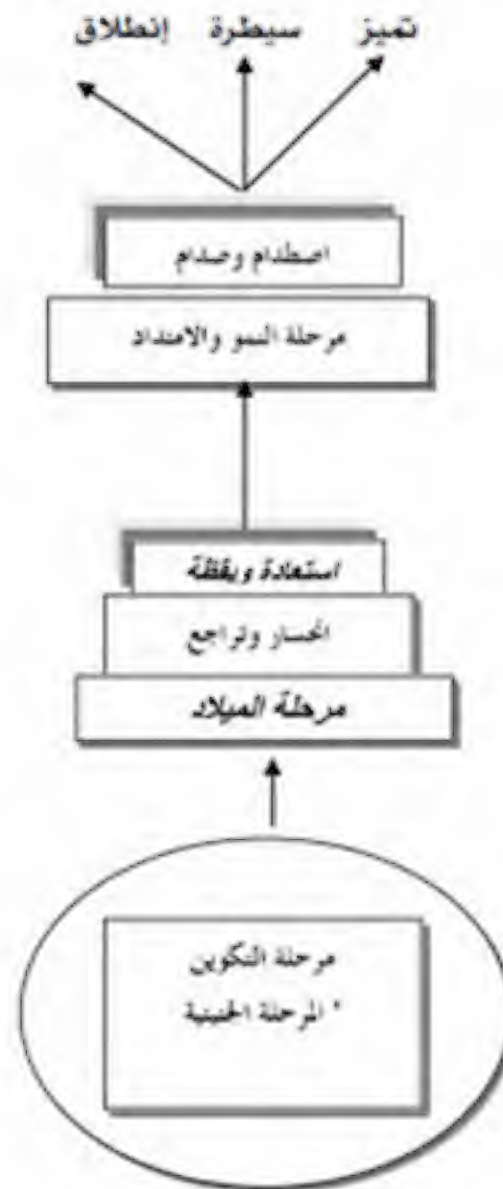 تميز سيطرة إنطلاق
اصطدام وصدام
مرحلة النمو والامتداد
استعادة ويقظة
انحسار وتراجع
مرحلة الميلاد
مرحلة التكوين
* المرحلة الجنينية